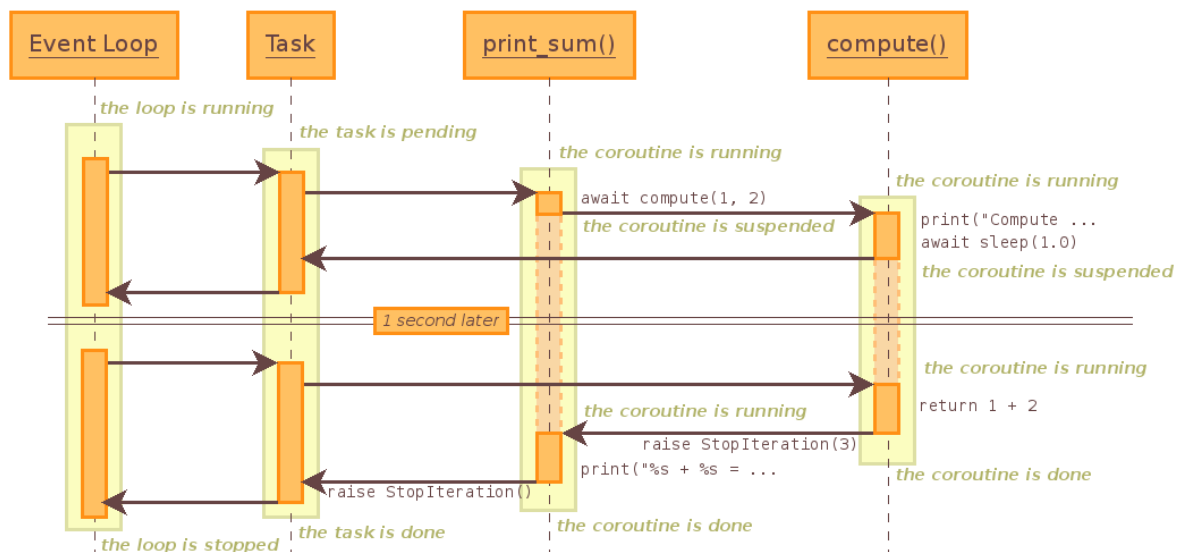 Event Loop
Task
print_sum()
compute()
the loop is running
the task is pending
the coroutine is running
the coroutine is running
await compute(1, 2)
print("Compute ...
the coroutine is suspended
await sleep(1.0)
the coroutine is suspended
1 second later
the coroutine is running
return 1 + 2
the coroutine is running
raise StopIteration(3)
print("%s + %s = ...
the coroutine is done
raise StopIteration()
the coroutine is done
the task is done
the loop is stopped